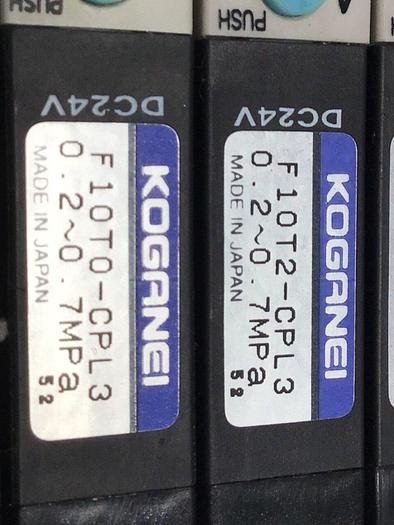 PUSH
DC24V
KOGANEI
F10T0-CPL3
0.2~0.7MPa
MADE IN JAPAN
52
PUSH
DC24V
KOGANEI
F10T2-CPL3
0.2~0.7MPa
MADE IN JAPAN
52